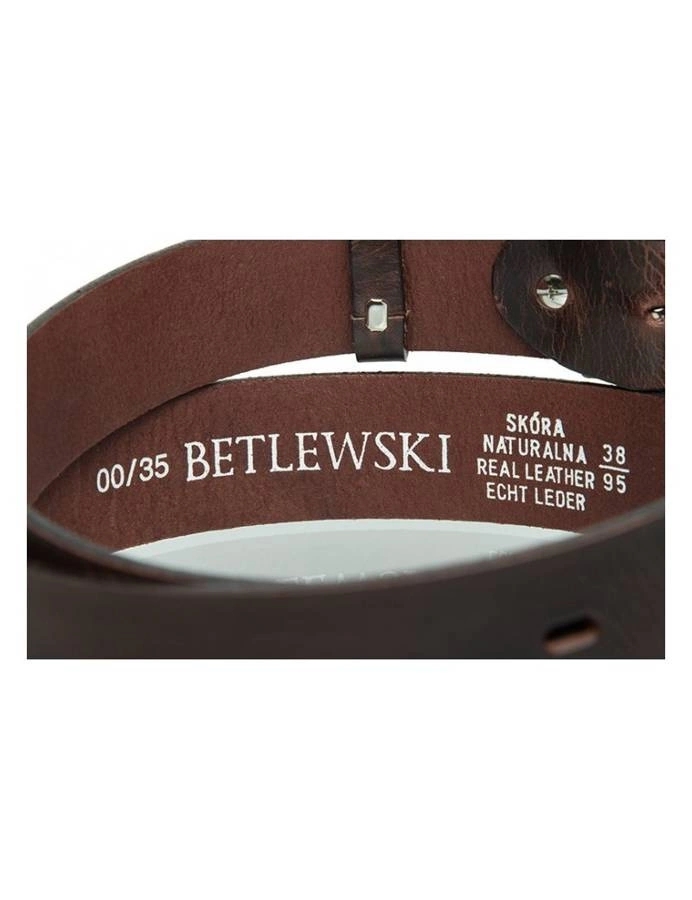 00/35 BETLEWSKI
SKÓRA
NATURALNA
REAL LEATHER
ECHT LEDER
38
95